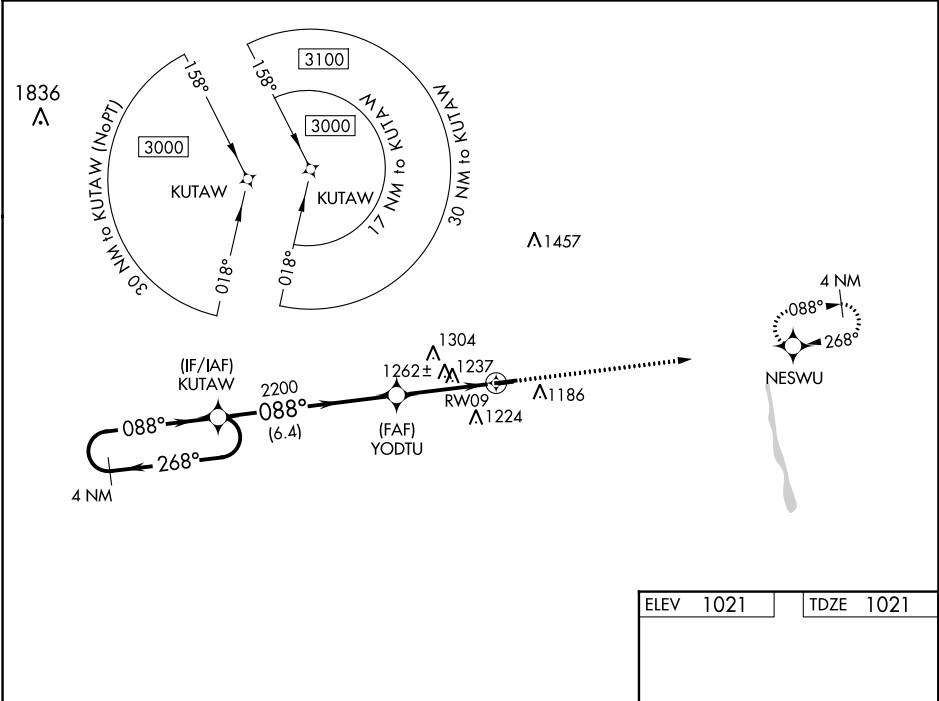 1836
30 NM to KUTAW (NoPT)
158°
3000
KUTAW
018°
158°
3100
3000
KUTAW
17 NM to KUTAW
30 NM to KUTAW
018°
1457
4 NM
088°
268°
NESWU
1304
1262± 1237
RW09
1224
1186
(IF/IAF)
KUTAW
2200
088°
(6.4)
088°
268°
4 NM
(FAF)
YODTU
ELEV 1021
TDZE 1021